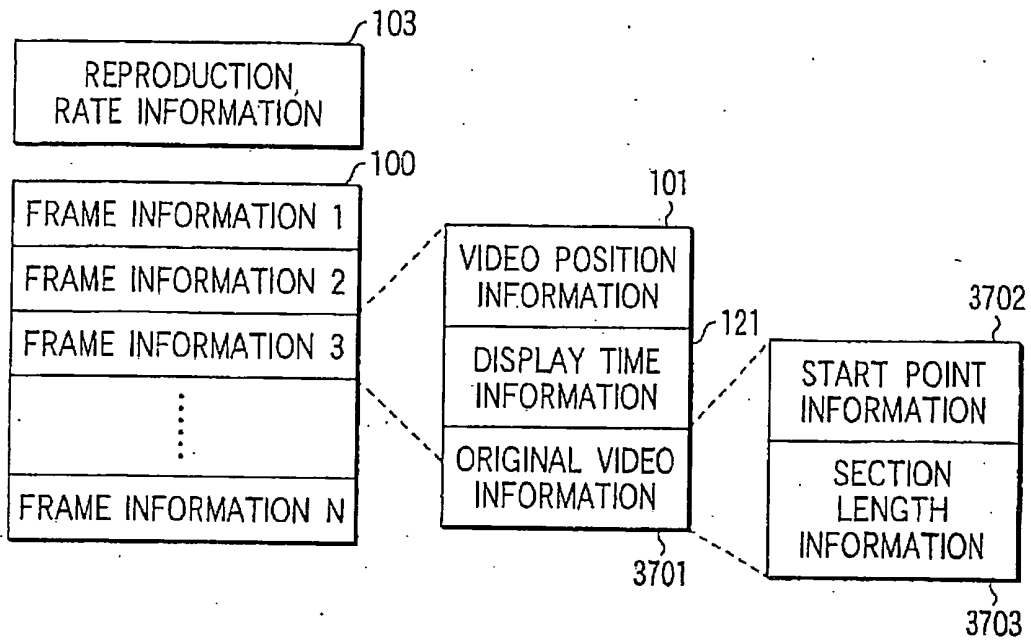 103
REPRODUCTION,
RATE INFORMATION
100
FRAME INFORMATION 1
FRAME INFORMATION 2
FRAME INFORMATION 3
FRAME INFORMATION N
101
VIDEO POSITION
INFORMATION
121
DISPLAY TIME
INFORMATION
ORIGINAL VIDEO
INFORMATION
3701
3702
START POINT
INFORMATION
SECTION
LENGTH
INFORMATION
3703